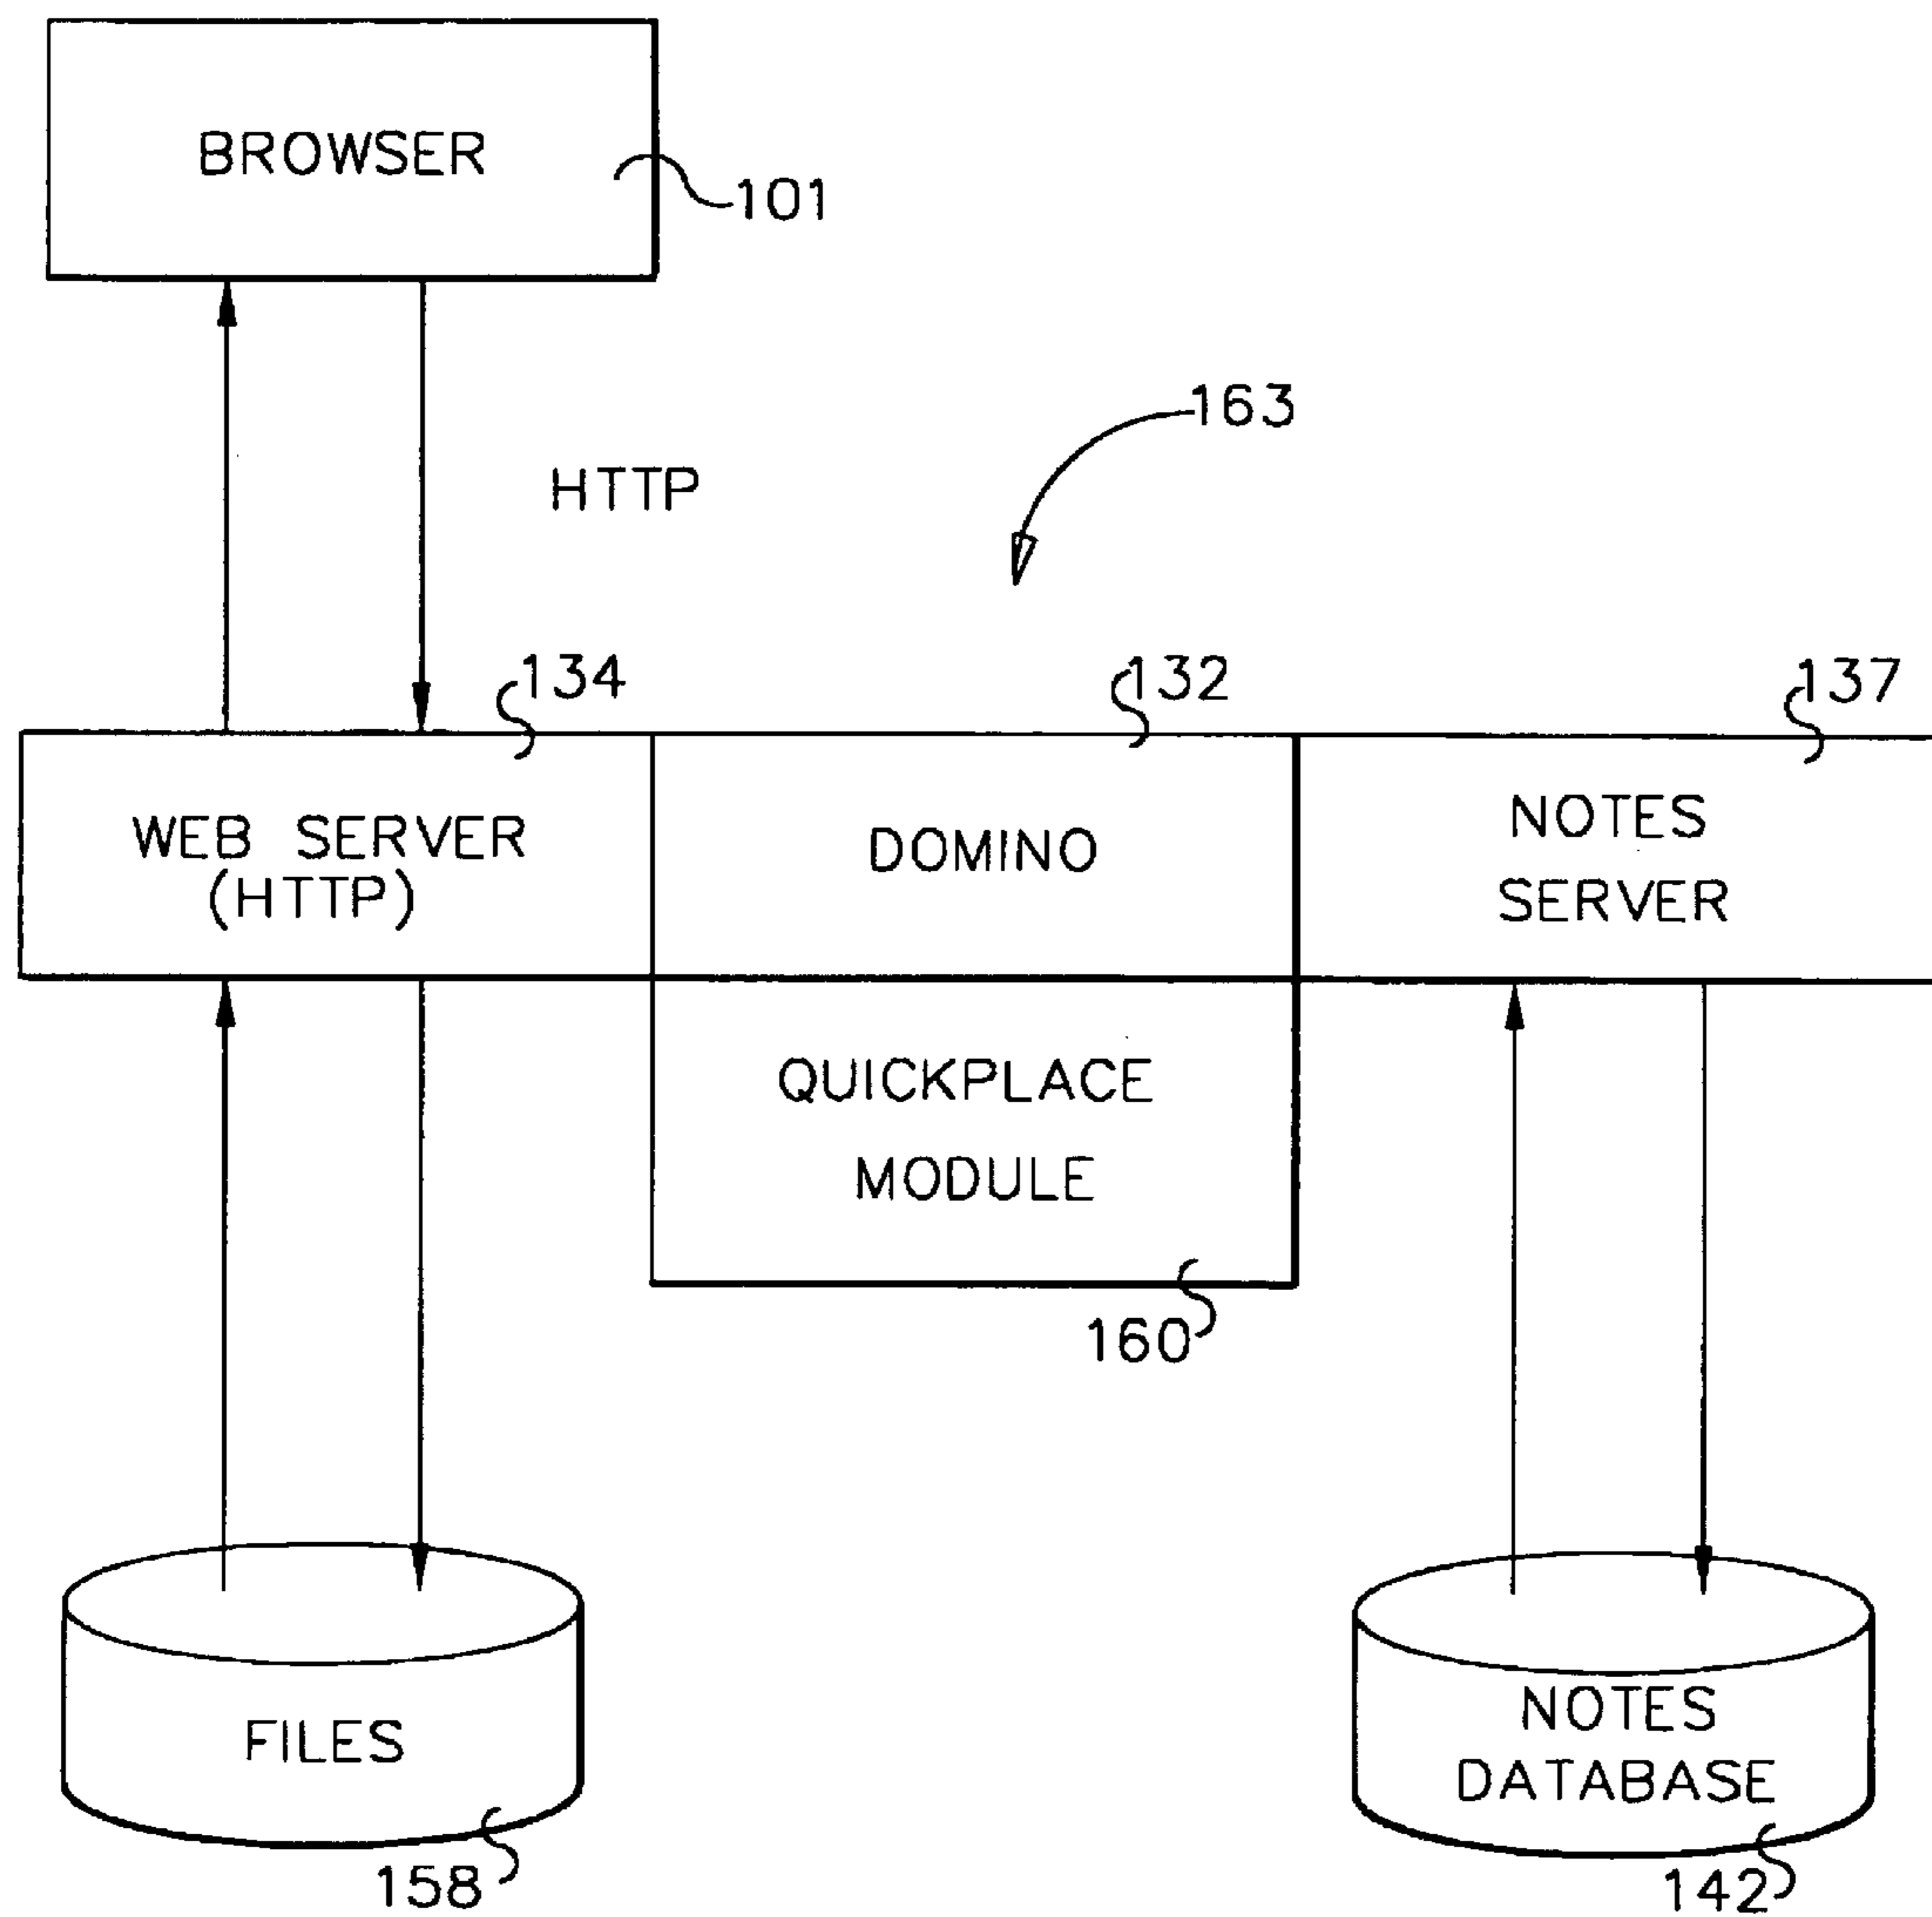 BROWSER
101
163
HTTP
134
132
137
WEB SERVER
(HTTP)
DOMINO
NOTES
SERVER
QUICKPLACE
MODULE
160
FILES
NOTES
DATABASE
158
142